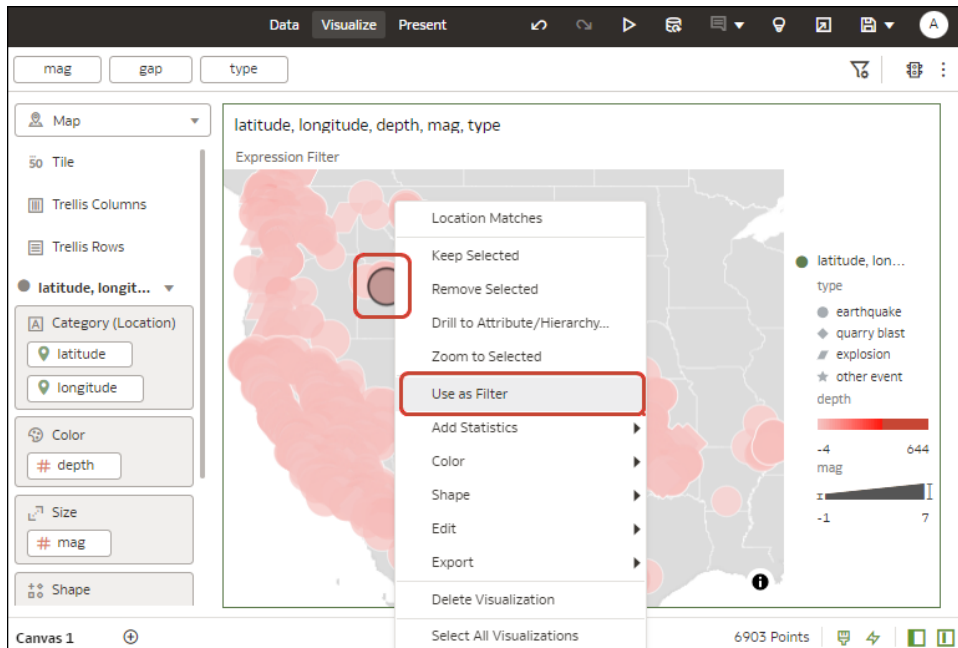 Data Visualize Present A
mag gap type
Map
50 Tile
Trellis Columns
Trellis Rows
latitude, longit...
A Category (Location)
latitude
longitude
Color
# depth
Size
# mag
Shape
latitude, longitude, depth, mag, type
Expression Filter
Location Matches
Keep Selected
Remove Selected
Drill to Attribute/Hierarchy...
Zoom to Selected
Use as Filter
Add Statistics
Color
Shape
Edit
Export
Delete Visualization
Select All Visualizations
latitude, lon...
type
earthquake
quarry blast
explosion
other event
depth
-4 644
mag
-1 7
Canvas 1
6903 Points